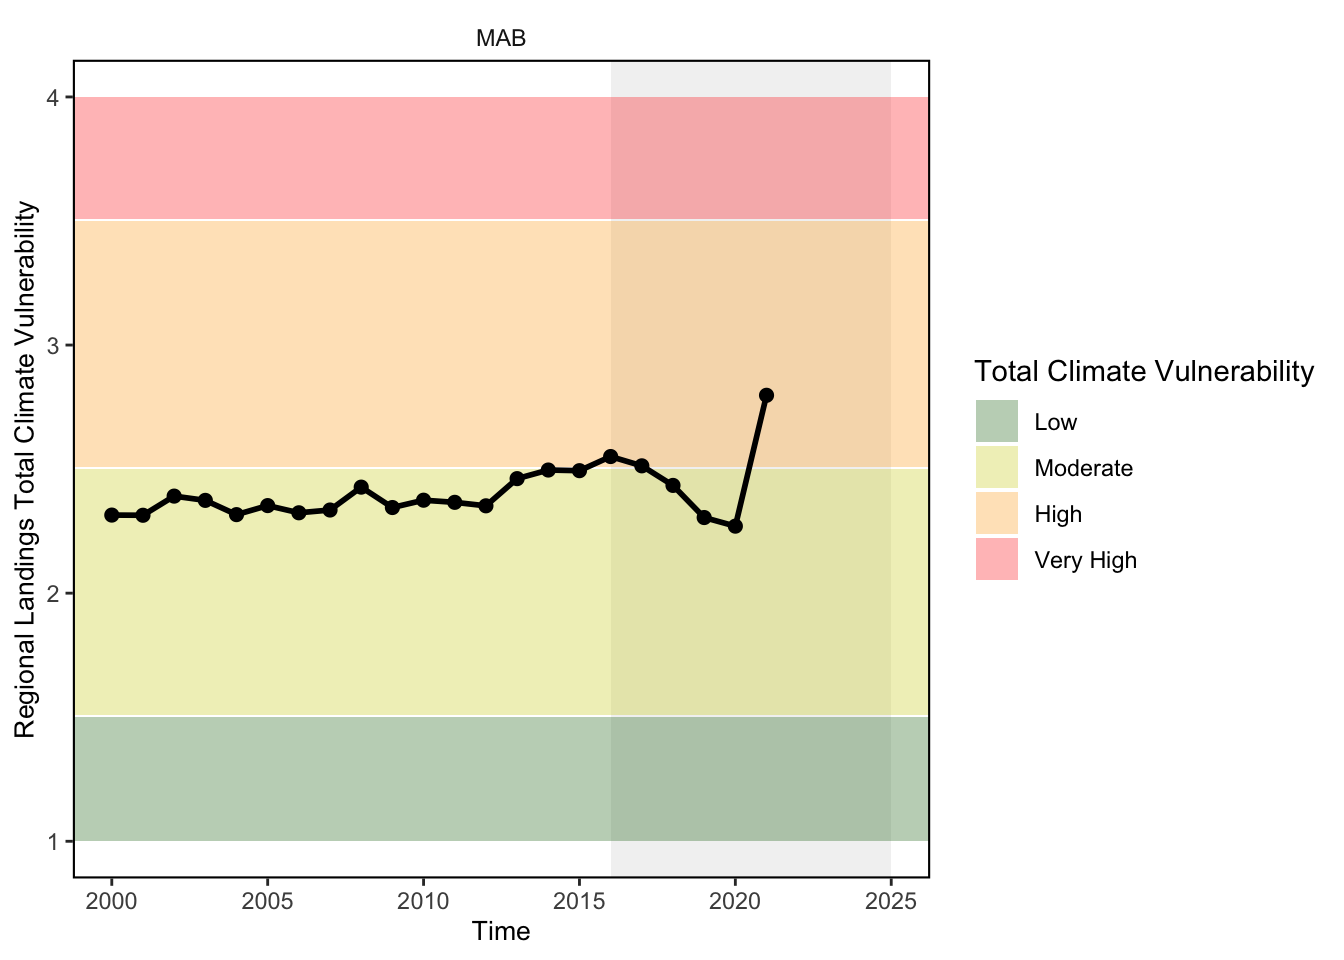 MAB
Regional Landings Total Climate Vulnerability
4
3
2
1
2000 2005 2010 2015 2020 2025
Time
Total Climate Vulnerability
Low
Moderate
High
Very High